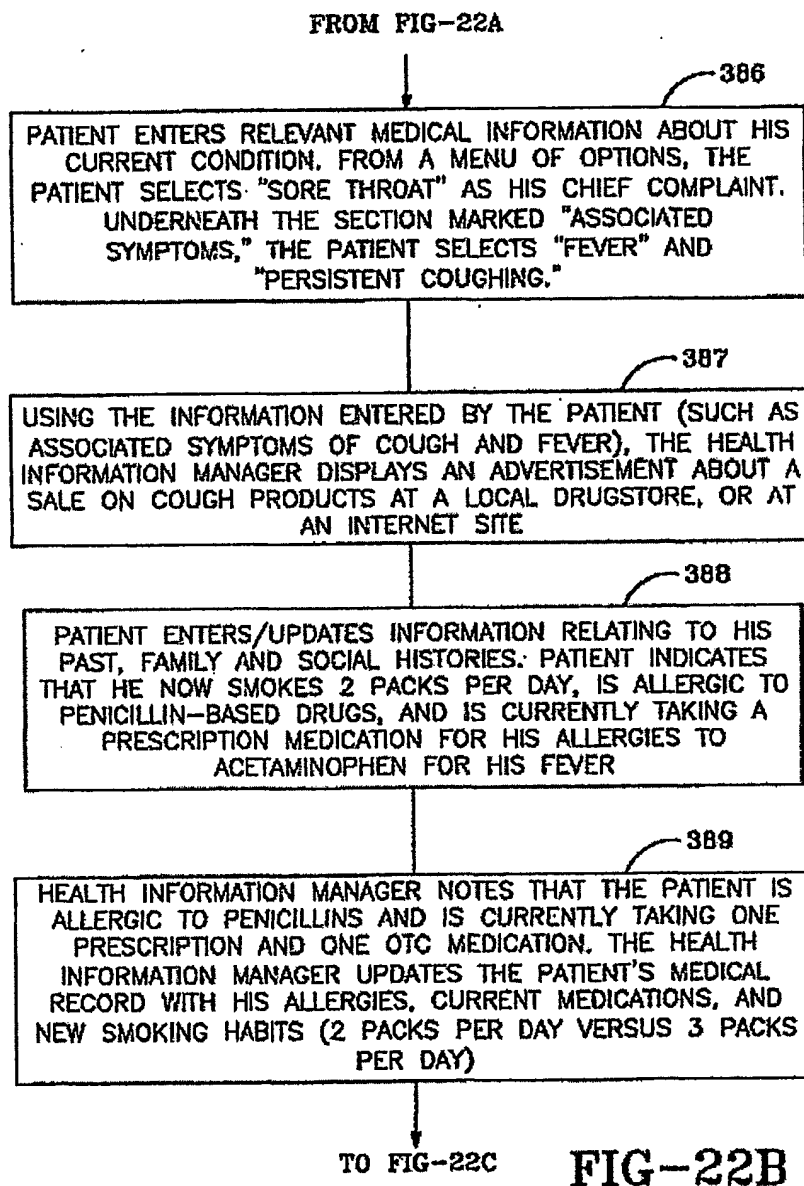 FROM FIG-22A
386
PATIENT ENTERS RELEVANT MEDICAL INFORMATION ABOUT HIS
CURRENT CONDITION. FROM A MENU OF OPTIONS, THE
PATIENT SELECTS "SORE THROAT" AS HIS CHIEF COMPLAINT.
UNDERNEATH THE SECTION MARKED "ASSOCIATED
SYMPTOMS," THE PATIENT SELECTS "FEVER" AND
"PERSISTENT COUGHING."
387
USING THE INFORMATION ENTERED BY THE PATIENT (SUCH AS
ASSOCIATED SYMPTOMS OF COUGH AND FEVER), THE HEALTH
INFORMATION MANAGER DISPLAYS AN ADVERTISEMENT ABOUT A
SALE ON COUGH PRODUCTS AT A LOCAL DRUGSTORE, OR AT
AN INTERNET SITE
388
PATIENT ENTERS/UPDATES INFORMATION RELATING TO HIS
PAST, FAMILY AND SOCIAL HISTORIES. PATIENT INDICATES
THAT HE NOW SMOKES 2 PACKS PER DAY, IS ALLERGIC TO
PENICILLIN-BASED DRUGS, AND IS CURRENTLY TAKING A
PRESCRIPTION MEDICATION FOR HIS ALLERGIES TO
ACETAMINOPHEN FOR HIS FEVER
389
HEALTH INFORMATION MANAGER NOTES THAT THE PATIENT IS
ALLERGIC TO PENICILLINS AND IS CURRENTLY TAKING ONE
PRESCRIPTION AND ONE OTC MEDICATION. THE HEALTH
INFORMATION MANAGER UPDATES THE PATIENT'S MEDICAL
RECORD WITH HIS ALLERGIES, CURRENT MEDICATIONS, AND
NEW SMOKING HABITS (2 PACKS PER DAY VERSUS 3 PACKS
PER DAY)
TO FIG-22C
FIG-22B